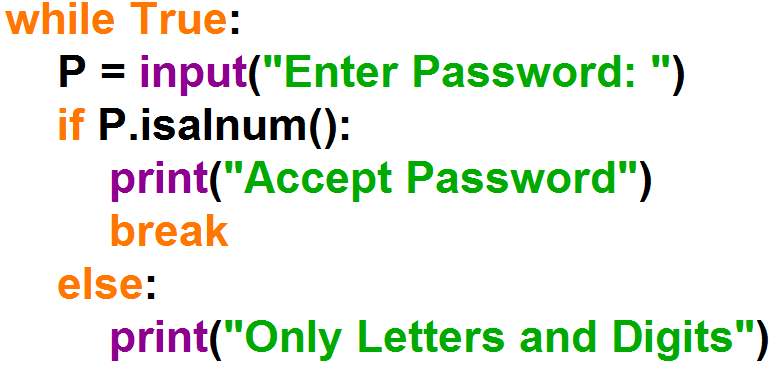 while True:
    P = input("Enter Password: ")
    if P.isalnum():
        print("Accept Password")
        break
    else:
        print("Only Letters and Digits")